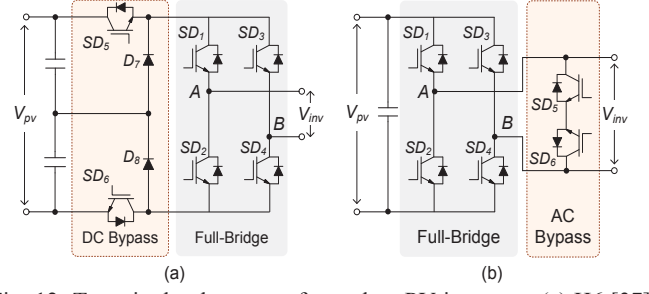 SD5
D7
Vpv
D8
SD6
DC Bypass
SD1
SD3
A
B
Vinv
SD2
SD4
Full-Bridge
(a)
Vpv
SD1
SD3
A
B
SD2
SD4
Full-Bridge
SD5
SD6
Vinv
AC
Bypass
(b)